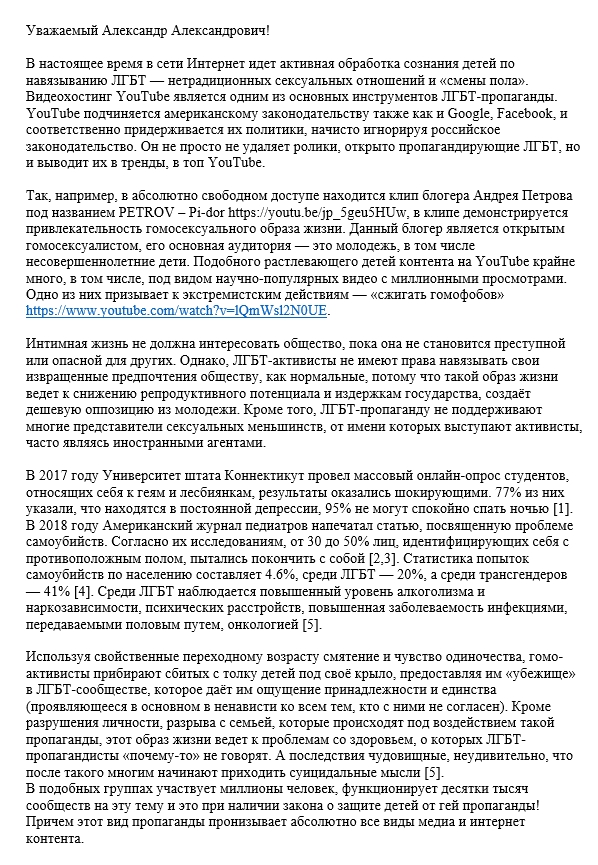 Уважаемый Александр Александрович!
В настоящее время в сети Интернет идет активная обработка сознания детей по
навязыванию ЛГБТ — нетрадиционных сексуальных отношений и «смены пола».
Видеохостинг YouTube является одним из основных инструментов ЛГБТ-пропаганды.
YouTube подчиняется американскому законодательству также как и Google, Facebook, и
соответственно придерживается их политики, начисто игнорируя российское
законодательство. Он не просто не удаляет ролики, открыто пропагандирующие ЛГБТ, но
и выводит их в тренды, в топ YouTube.
Так, например, в абсолютно свободном доступе находится клип блогера Андрея Петрова
под названием PETROV – Pi-dor https://youtu.be/jp_5geu5HUw, в клипе демонстрируется
привлекательность гомосексуального образа жизни. Данный блогер является открытым
гомосексуалистом, его основная аудитория — это молодежь, в том числе
несовершеннолетние дети. Подобного растлевающего детей контента на YouTube крайне
много, в том числе, под видом научно-популярных видео с миллионными просмотрами.
Одно из них призывает к экстремистским действиям — «сжигать гомофобов»
https://www.youtube.com/watch?v=lQmWsl2N0UE.
Интимная жизнь не должна интересовать общество, пока она не становится преступной
или опасной для других. Однако, ЛГБТ-активисты не имеют права навязывать свои
извращенные предпочтения обществу, как нормальные, потому что такой образ жизни
ведет к снижению репродуктивного потенциала и издержкам государства, создаёт
дешевую оппозицию из молодежи. Кроме того, ЛГБТ-пропаганду не поддерживают
многие представители сексуальных меньшинств, от имени которых выступают активисты,
часто являясь иностранными агентами.
В 2017 году Университет штата Коннектикут провел массовый онлайн-опрос студентов,
относящих себя к геям и лесбиянкам, результаты оказались шокирующими. 77% из них
указали, что находятся в постоянной депрессии, 95% не могут спокойно спать ночью [1].
В 2018 году Американский журнал педиатров напечатал статью, посвященную проблеме
самоубийств. Согласно их исследованиям, от 30 до 50% лиц, идентифицирующих себя с
противоположным полом, пытались покончить с собой [2,3]. Статистика попыток
самоубийств по населению составляет 4.6%, среди ЛГБТ — 20%, а среди трансгендеров
— 41% [4]. Среди ЛГБТ наблюдается повышенный уровень алкоголизма и
наркозависимости, психических расстройств, повышенная заболеваемость инфекциями,
передаваемыми половым путем, онкологией [5].
Используя свойственные переходному возрасту смятение и чувство одиночества, гомо-
активисты прибирают сбитых с толку детей под своё крыло, предоставляя им «убежище»
в ЛГБТ-сообществе, которое даёт им ощущение принадлежности и единства
(проявляющееся в основном в ненависти ко всем тем, кто с ними не согласен). Кроме
разрушения личности, разрыва с семьей, которые происходят под воздействием такой
пропаганды, этот образ жизни ведет к проблемам со здоровьем, о которых ЛГБТ-
пропагандисты «почему-то» не говорят. А последствия чудовищные, неудивительно, что
после такого многим начинают приходить суицидальные мысли [5].
В подобных группах участвует миллионы человек, функционирует десятки тысяч
сообществ на эту тему и это при наличии закона о защите детей от гей пропаганды!
Причем этот вид пропаганды пронизывает абсолютно все виды медиа и интернет
контента.